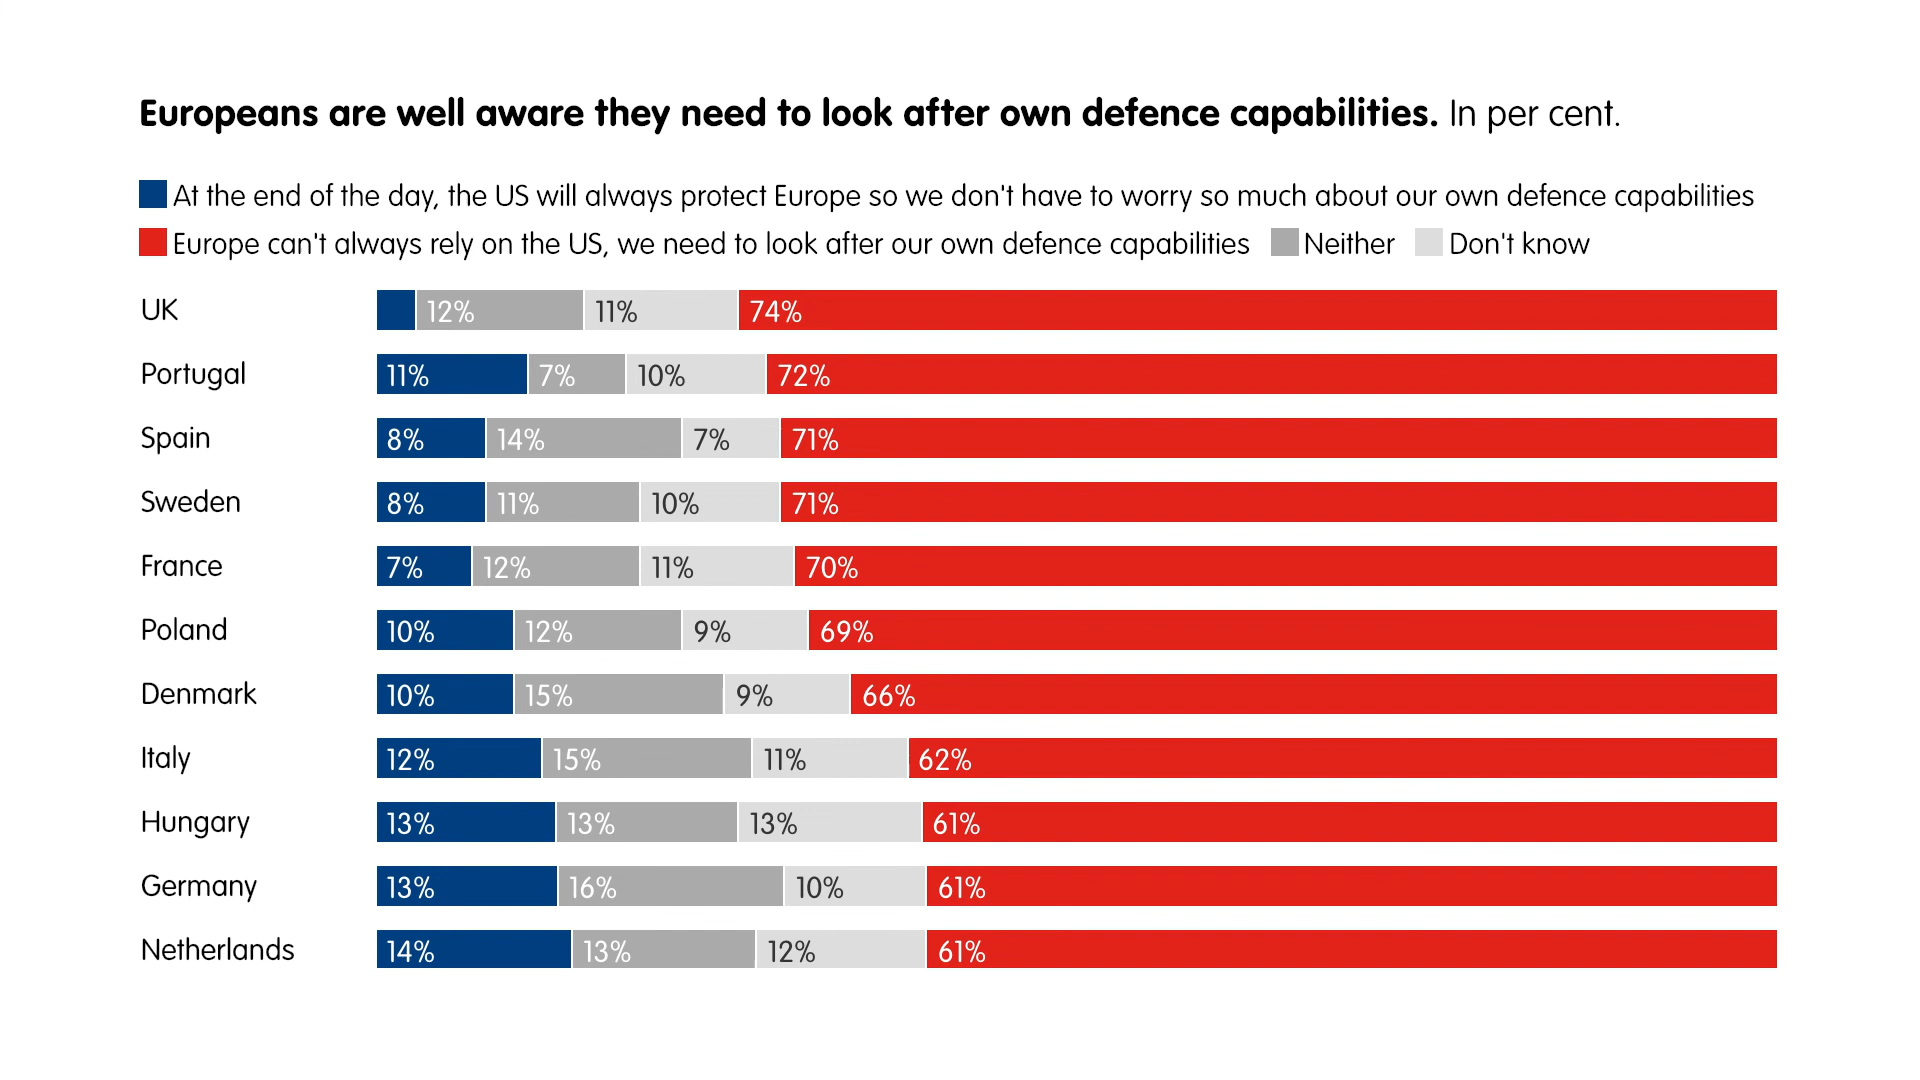 Europeans are well aware they need to look after own defence capabilities. In per cent.
At the end of the day, the US will always protect Europe so we don't have to worry so much about our own defence capabilities
Europe can't always rely on the US, we need to look after our own defence capabilities Neither Don't know
UK 12% 11% 74%
Portugal 11% 7% 10% 72%
Spain 8% 14% 7% 71%
Sweden 8% 11% 10% 71%
France 7% 12% 11% 70%
Poland 10% 12% 9% 69%
Denmark 10% 15% 9% 66%
Italy 12% 15% 11% 62%
Hungary 13% 13% 13% 61%
Germany 13% 16% 10% 61%
Netherlands 14% 13% 12% 61%